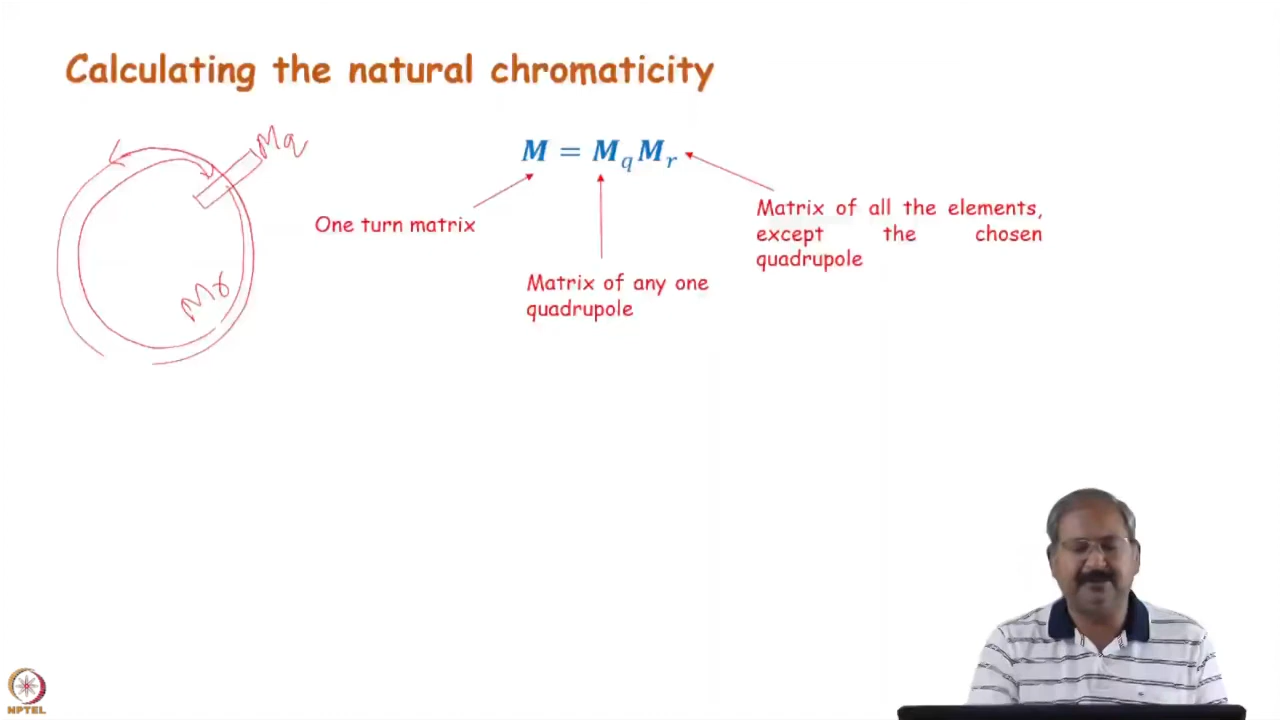 Calculating the natural chromaticity
Mq
M = MqMr
Matrix of all the elements,
except the chosen
quadrupole
One turn matrix
Matrix of any one
quadrupole
Mr
NPTEL